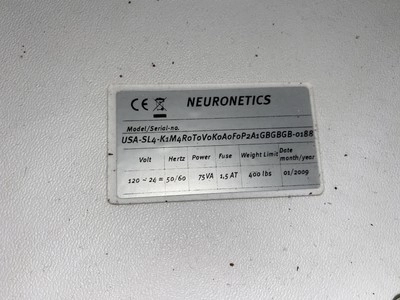 CE NEURONETICS
Model/Serial-no.
USA-SL4-K1M4R0T0V0K0A0F0P2A1GBGBGB-0188
Volt Hertz Power Fuse Weight Limit Date month/year
120 ~ 24 = 50/60 75VA 1,5 AT 400 lbs 01/2009